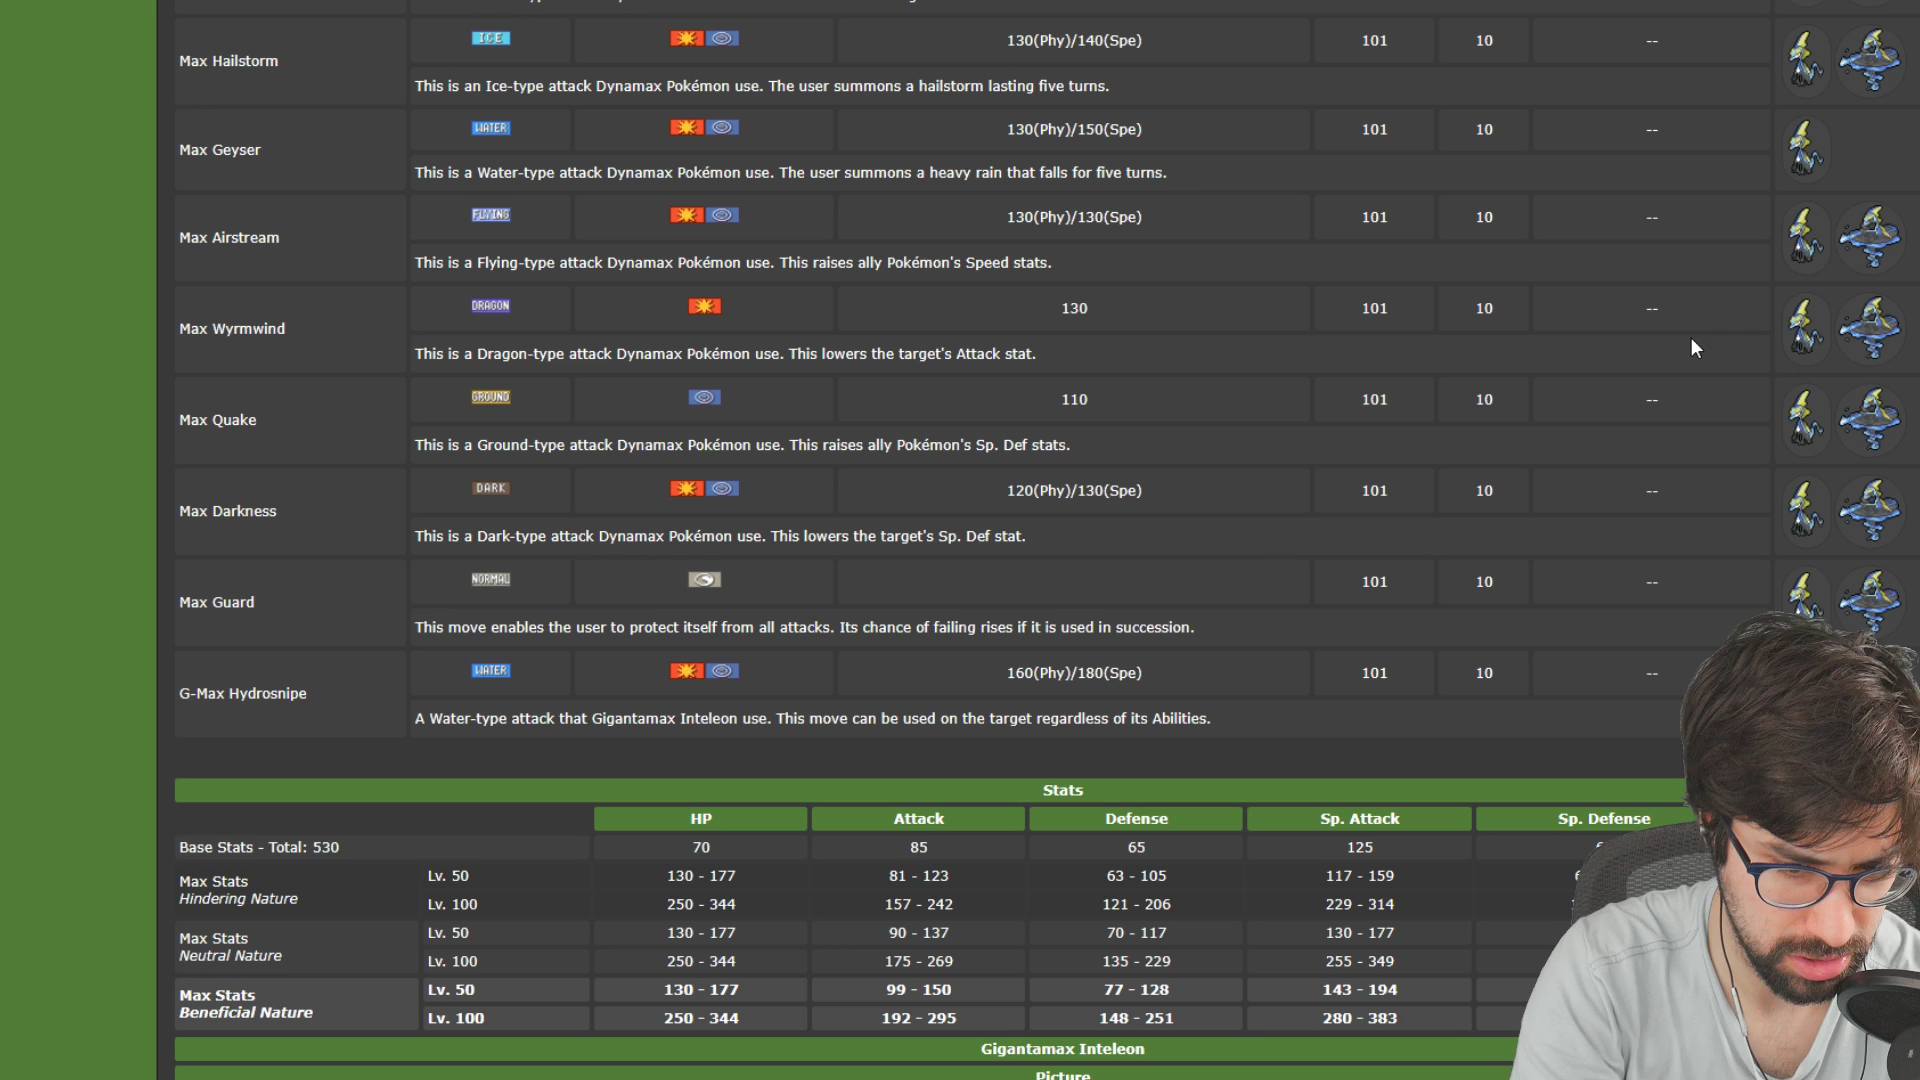 ICE 130(Phy)/140(Spe) 101 10 --
Max Hailstorm
This is an Ice-type attack Dynamax Pokémon use. The user summons a hailstorm lasting five turns.
WATER 130(Phy)/150(Spe) 101 10 --
Max Geyser
This is a Water-type attack Dynamax Pokémon use. The user summons a heavy rain that falls for five turns.
FLYING 130(Phy)/130(Spe) 101 10 --
Max Airstream
This is a Flying-type attack Dynamax Pokémon use. This raises ally Pokémon's Speed stats.
DRAGON 130 101 10 --
Max Wyrmwind
This is a Dragon-type attack Dynamax Pokémon use. This lowers the target's Attack stat.
GROUND 110 101 10 --
Max Quake
This is a Ground-type attack Dynamax Pokémon use. This raises ally Pokémon's Sp. Def stats.
DARK 120(Phy)/130(Spe) 101 10 --
Max Darkness
This is a Dark-type attack Dynamax Pokémon use. This lowers the target's Sp. Def stat.
NORMAL 101 10 --
Max Guard
This move enables the user to protect itself from all attacks. Its chance of failing rises if it is used in succession.
WATER 160(Phy)/180(Spe) 101 10 --
G-Max Hydrosnipe
A Water-type attack that Gigantamax Inteleon use. This move can be used on the target regardless of its Abilities.
Stats
HP Attack Defense Sp. Attack Sp. Defense
Base Stats - Total: 530 70 85 65 125
Max Stats
Hindering Nature
Lv. 50 130 - 177 81 - 123 63 - 105 117 - 159
Lv. 100 250 - 344 157 - 242 121 - 206 229 - 314
Max Stats
Neutral Nature
Lv. 50 130 - 177 90 - 137 70 - 117 130 - 177
Lv. 100 250 - 344 175 - 269 135 - 229 255 - 349
Max Stats
Beneficial Nature
Lv. 50 130 - 177 99 - 150 77 - 128 143 - 194
Lv. 100 250 - 344 192 - 295 148 - 251 280 - 383
Gigantamax Inteleon
Picture